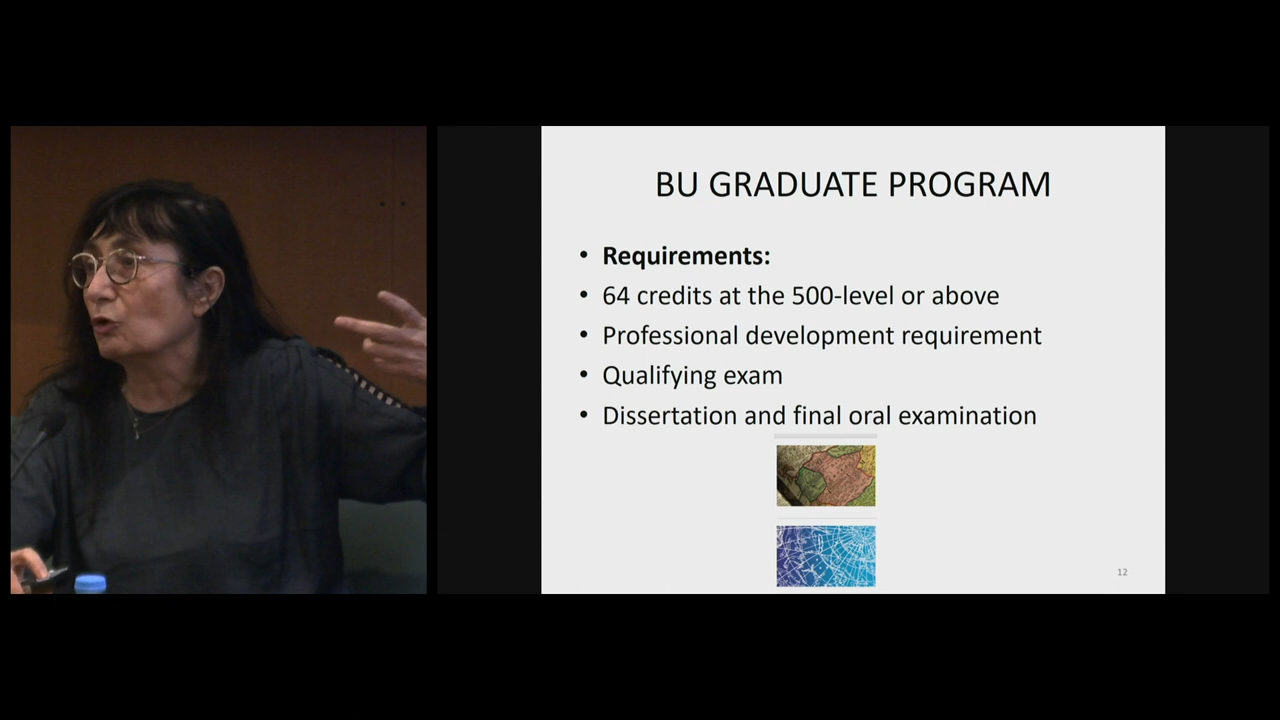 BU GRADUATE PROGRAM
• Requirements:
• 64 credits at the 500-level or above
• Professional development requirement
• Qualifying exam
• Dissertation and final oral examination
12